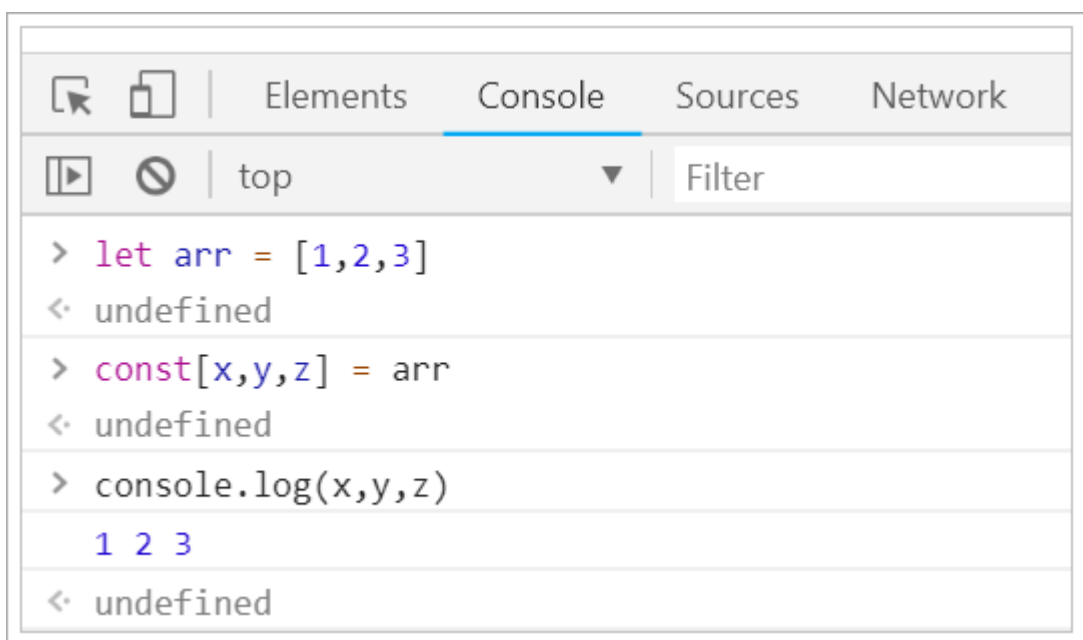 Elements Console Sources Network
top ▼ Filter
> let arr = [1,2,3]
<· undefined
> const[x,y,z] = arr
<· undefined
> console.log(x,y,z)
1 2 3
<· undefined